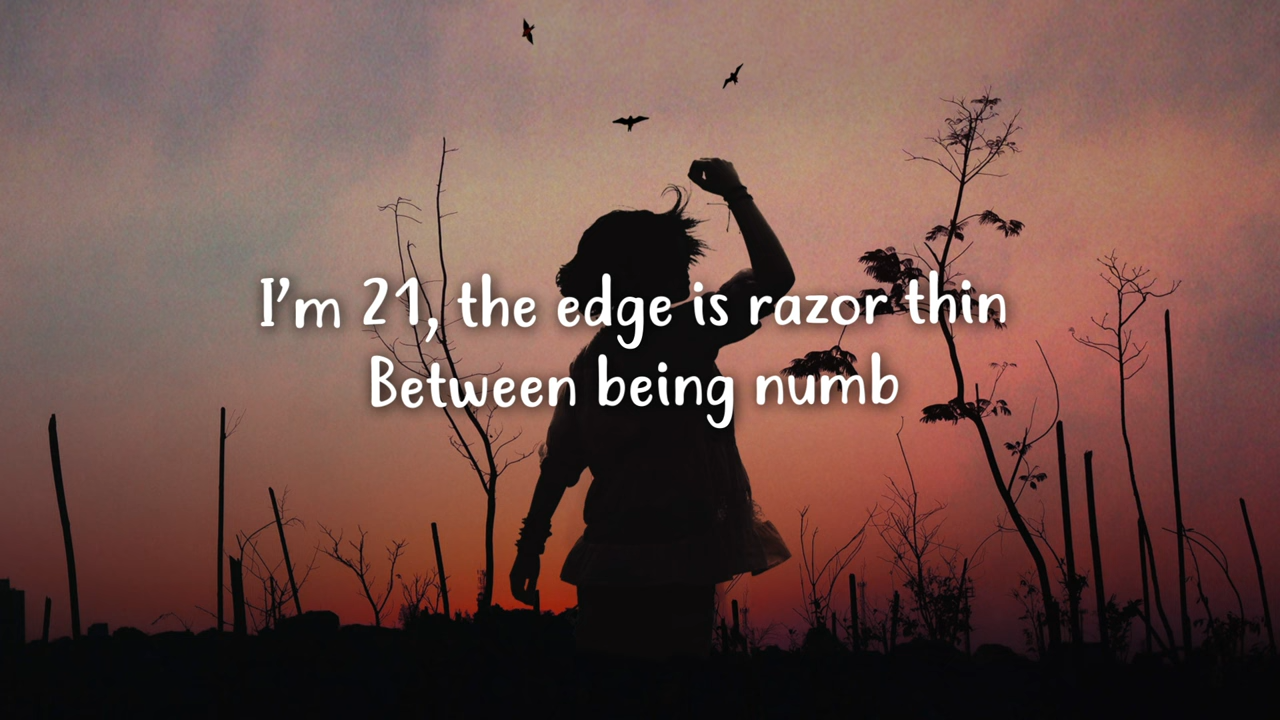 I'm 21, the edge is razor thin
Between being numb